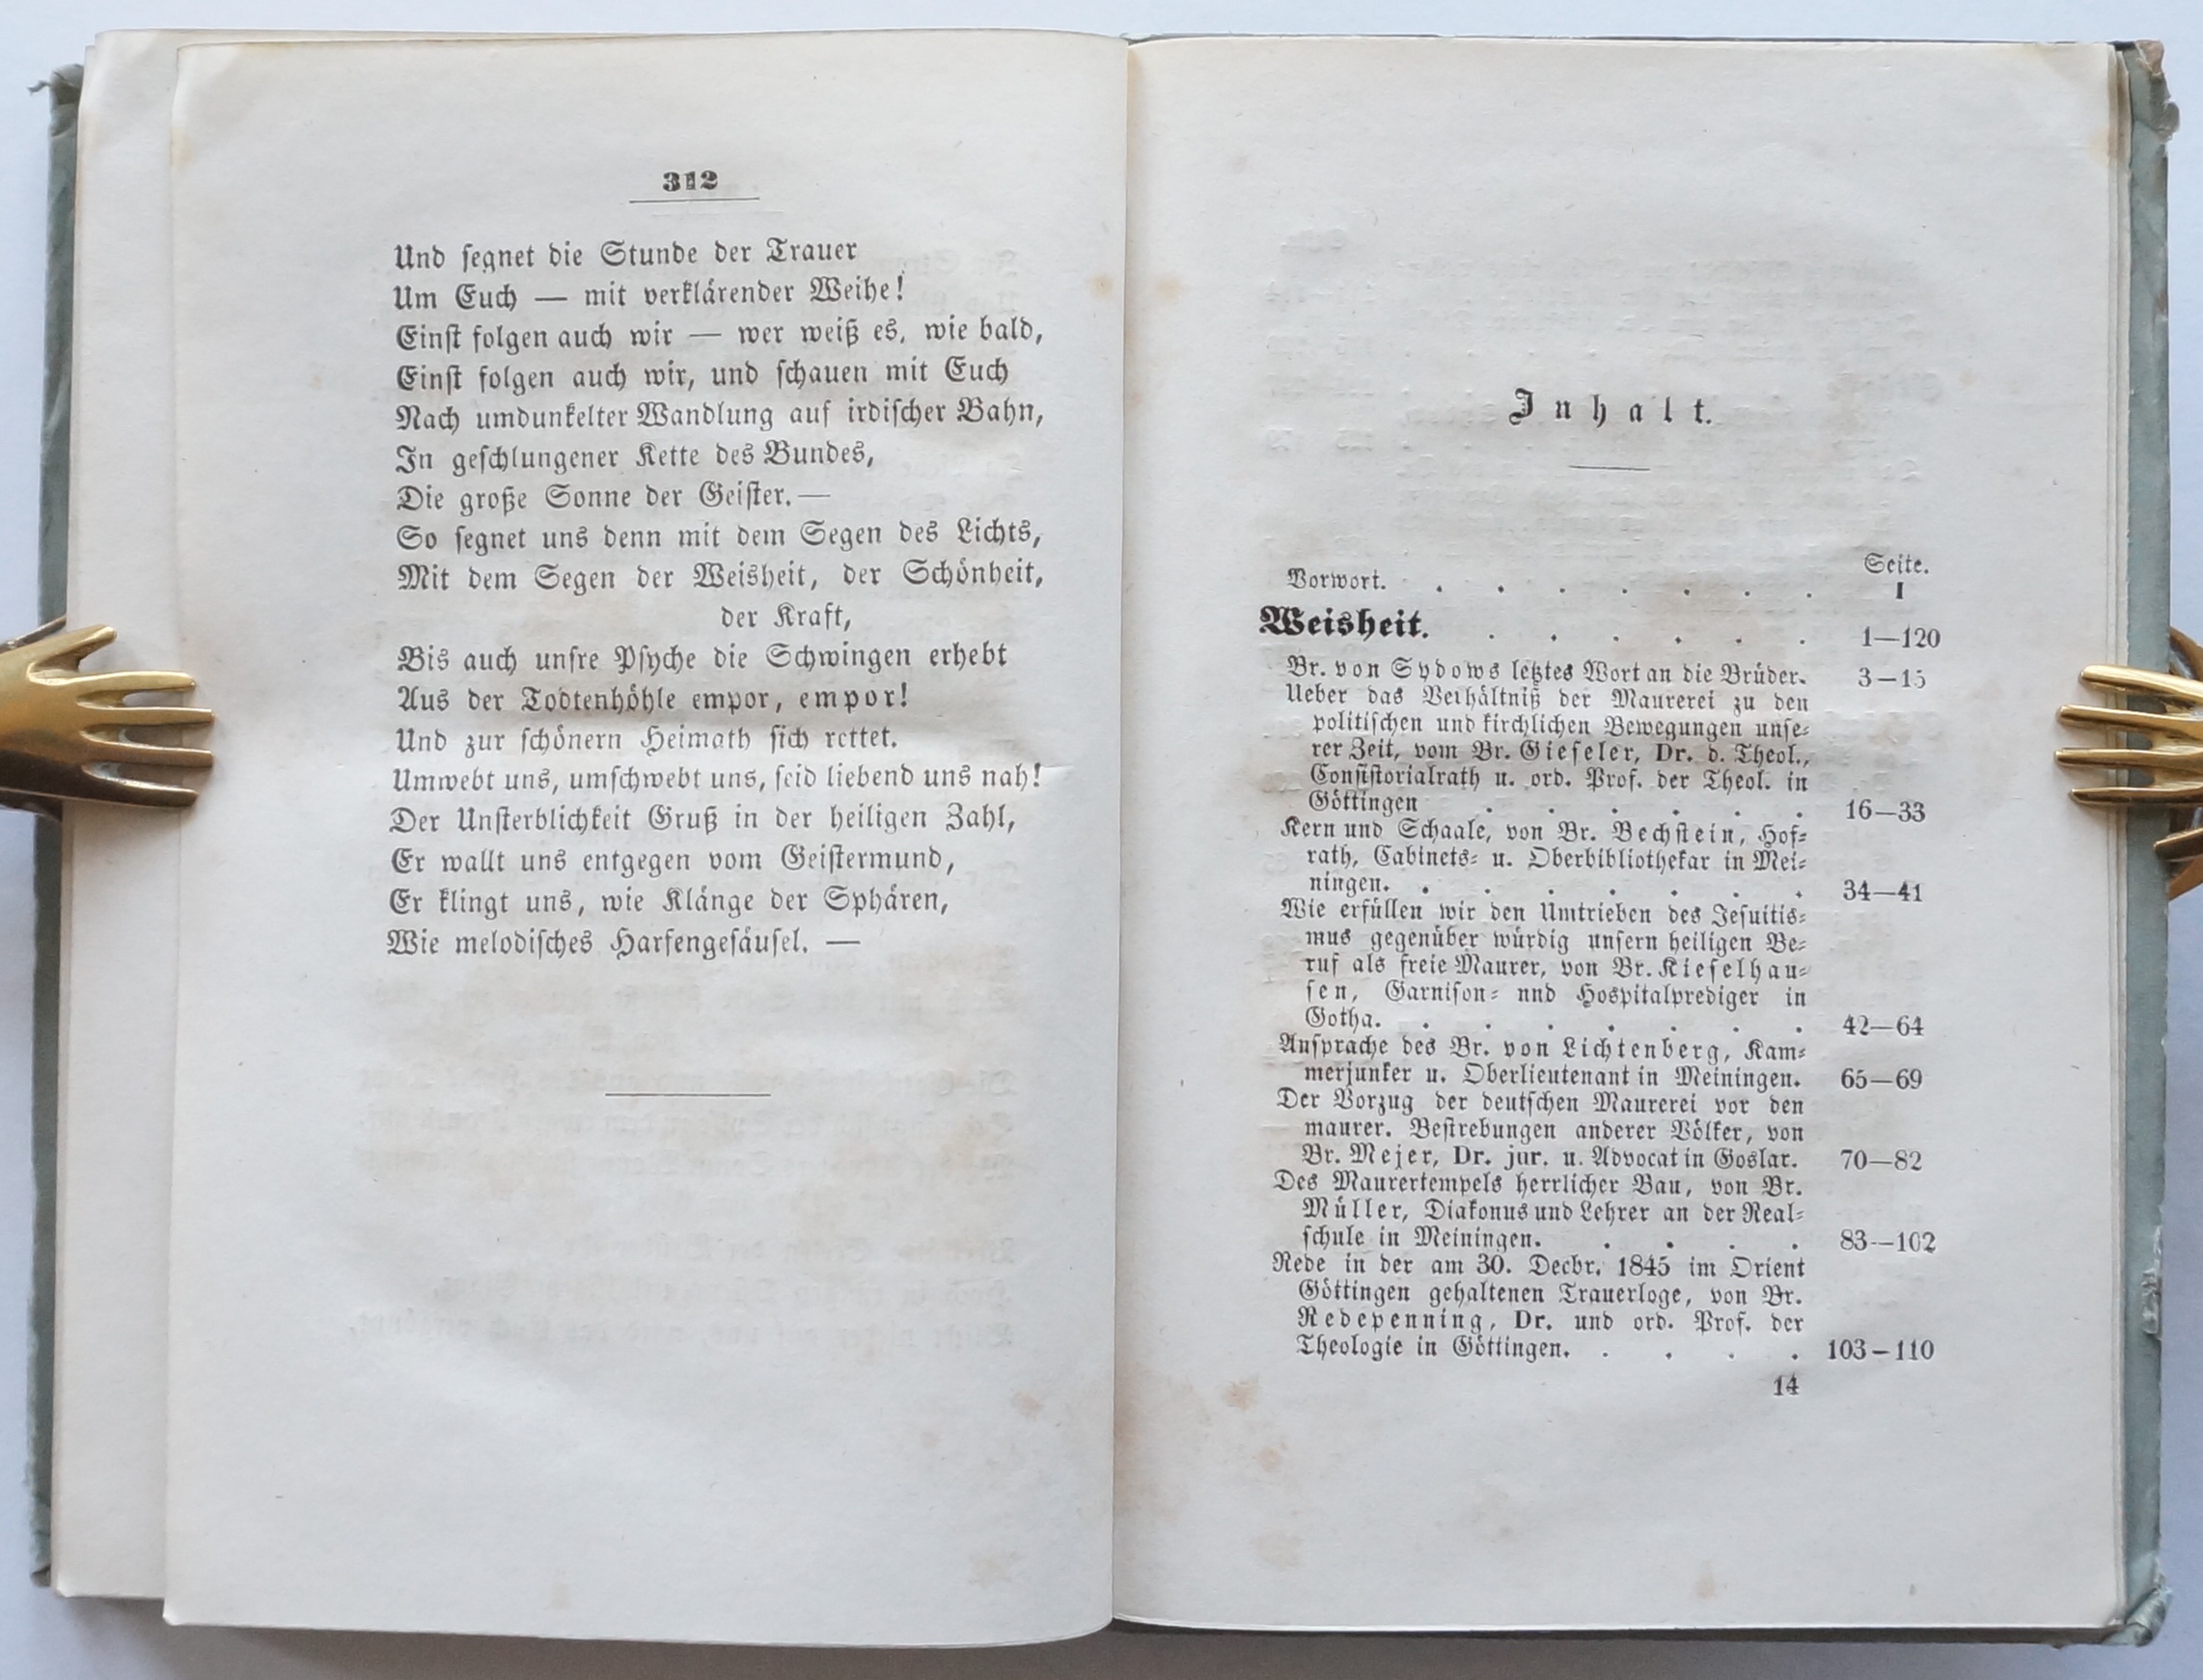 312
Und segnet die Stunde der Trauer
Um Euch — mit verklärender Weihe!
Einst folgen auch wir — wer weiß es, wie bald,
Einst folgen auch wir, und schauen mit Euch
Nach umdunkelter Wandlung auf irdischer Bahn,
In geschlungener Kette des Bundes,
Die große Sonne der Geister. —
So segnet uns denn mit dem Segen des Lichts,
Mit dem Segen der Weisheit, der Schönheit,
der Kraft,
Bis auch unsre Psyche die Schwingen erhebt
Aus der Todtenhöhle empor, empor!
Und zur schönern Heimath sich rettet.
Umwebt uns, umschwebt uns, seid liebend uns nah!
Der Unsterblichkeit Gruß in der heiligen Zahl,
Er wallt uns entgegen vom Geistermund,
Er klingt uns, wie Klänge der Sphären,
Wie melodisches Harfengesäusel. —
Inhalt.
Seite.
Vorwort. . . . . . . . I
Weisheit. . . . . . . 1—120
Br. von Sydows letztes Wort an die Brüder. 3—15
Ueber das Verhältniß der Maurerei zu den
politischen und kirchlichen Bewegungen unse-
rer Zeit, vom Br. Gieseler, Dr. d. Theol.,
Consistorialrath u. ord. Prof. der Theol. in
Göttingen . . . . . . 16—33
Kern und Schaale, von Br. Bechstein, Hof-
rath, Cabinets- u. Oberbibliothekar in Mei-
ningen. . . . . . . . 34—41
Wie erfüllen wir den Umtrieben des Jesuitis-
mus gegenüber würdig unsern heiligen Be-
ruf als freie Maurer, von Br. Kieselhau-
sen, Garnison- nnd Hospitalprediger in
Gotha. . . . . . . . 42—64
Ansprache des Br. von Lichtenberg, Kam-
merjunker u. Oberlieutenant in Meiningen. 65—69
Der Vorzug der deutschen Maurerei vor den
maurer. Bestrebungen anderer Völker, von
Br. Mejer, Dr. jur. u. Advocat in Goslar. 70—82
Des Maurertempels herrlicher Bau, von Br.
Müller, Diakonus und Lehrer an der Real-
schule in Meiningen. . . . . 83—102
Rede in der am 30. Decbr. 1845 im Orient
Göttingen gehaltenen Trauerloge, von Br.
Redepenning, Dr. und ord. Prof. der
Theologie in Göttingen. . . . . 103—110
14